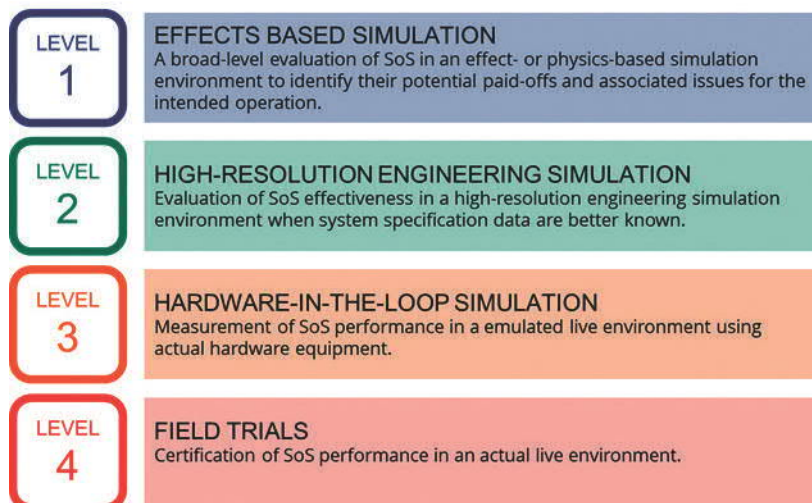 LEVEL
1
EFFECTS BASED SIMULATION
A broad-level evaluation of SoS in an effect- or physics-based simulation
environment to identify their potential paid-offs and associated issues for the
intended operation.
LEVEL
2
HIGH-RESOLUTION ENGINEERING SIMULATION
Evaluation of SoS effectiveness in a high-resolution engineering simulation
environment when system specification data are better known.
LEVEL
3
HARDWARE-IN-THE-LOOP SIMULATION
Measurement of SoS performance in a emulated live environment using
actual hardware equipment.
LEVEL
4
FIELD TRIALS
Certification of SoS performance in an actual live environment.